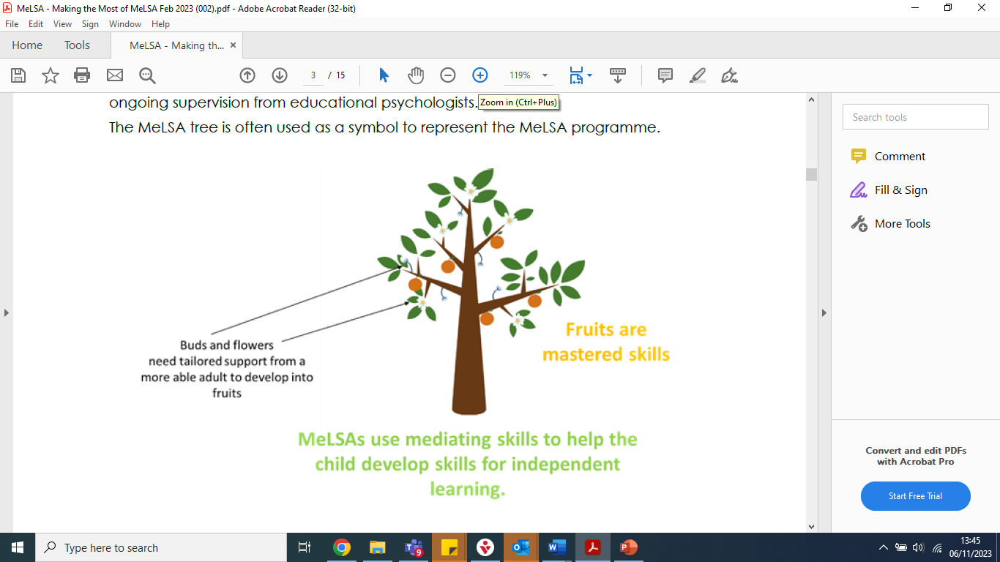 MeLSA - Making the Most of MeLSA Feb 2023 (002).pdf - Adobe Acrobat Reader (32-bit)
File Edit View Sign Window Help
Home Tools MeLSA - Making th... ×
3 / 15 119%
Zoom in (Ctrl+Plus)
ongoing supervision from educational psychologists.
The MeLSA tree is often used as a symbol to represent the MeLSA programme.
Buds and flowers
need tailored support from a
more able adult to develop into
fruits
Fruits are
mastered skills
MeLSAs use mediating skills to help the
child develop skills for independent
learning.
Search tools
Comment
Fill & Sign
More Tools
Convert and edit PDFs
with Acrobat Pro
Start Free Trial
Type here to search
9
13:45
06/11/2023